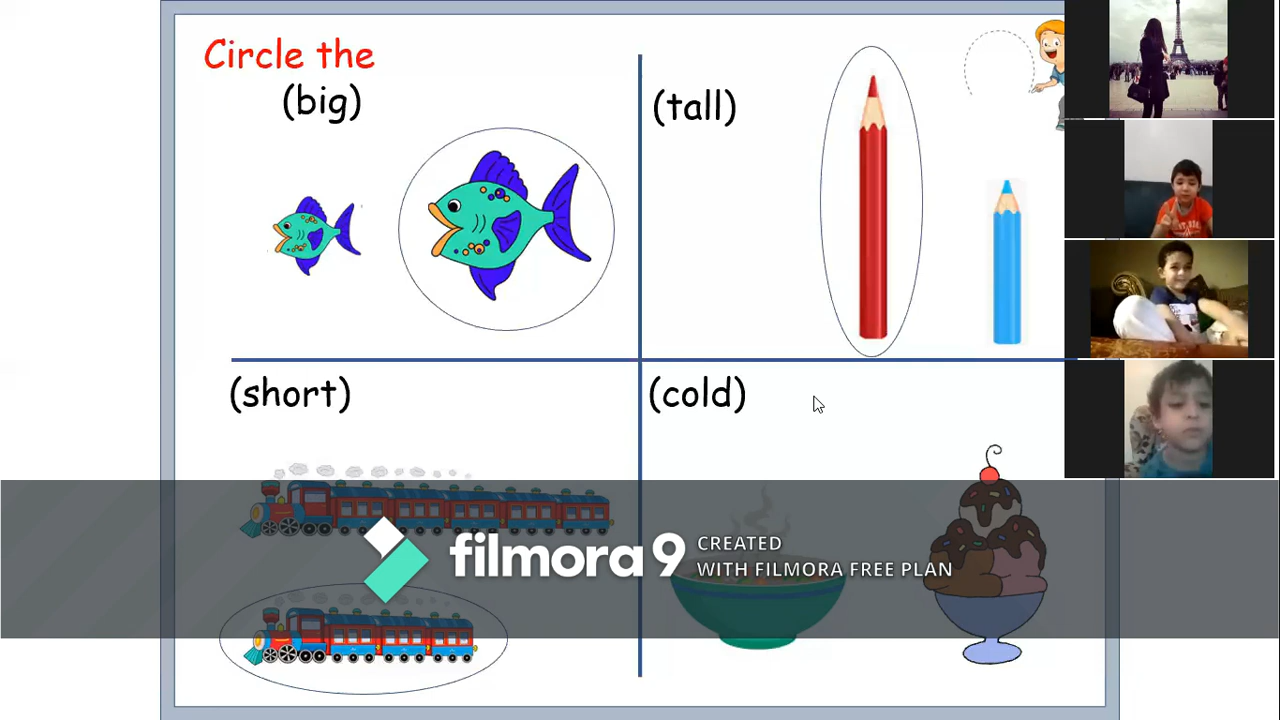 Circle the
(big)
(tall)
(short)
(cold)
filmora9
CREATED
WITH FILMORA FREE PLAN